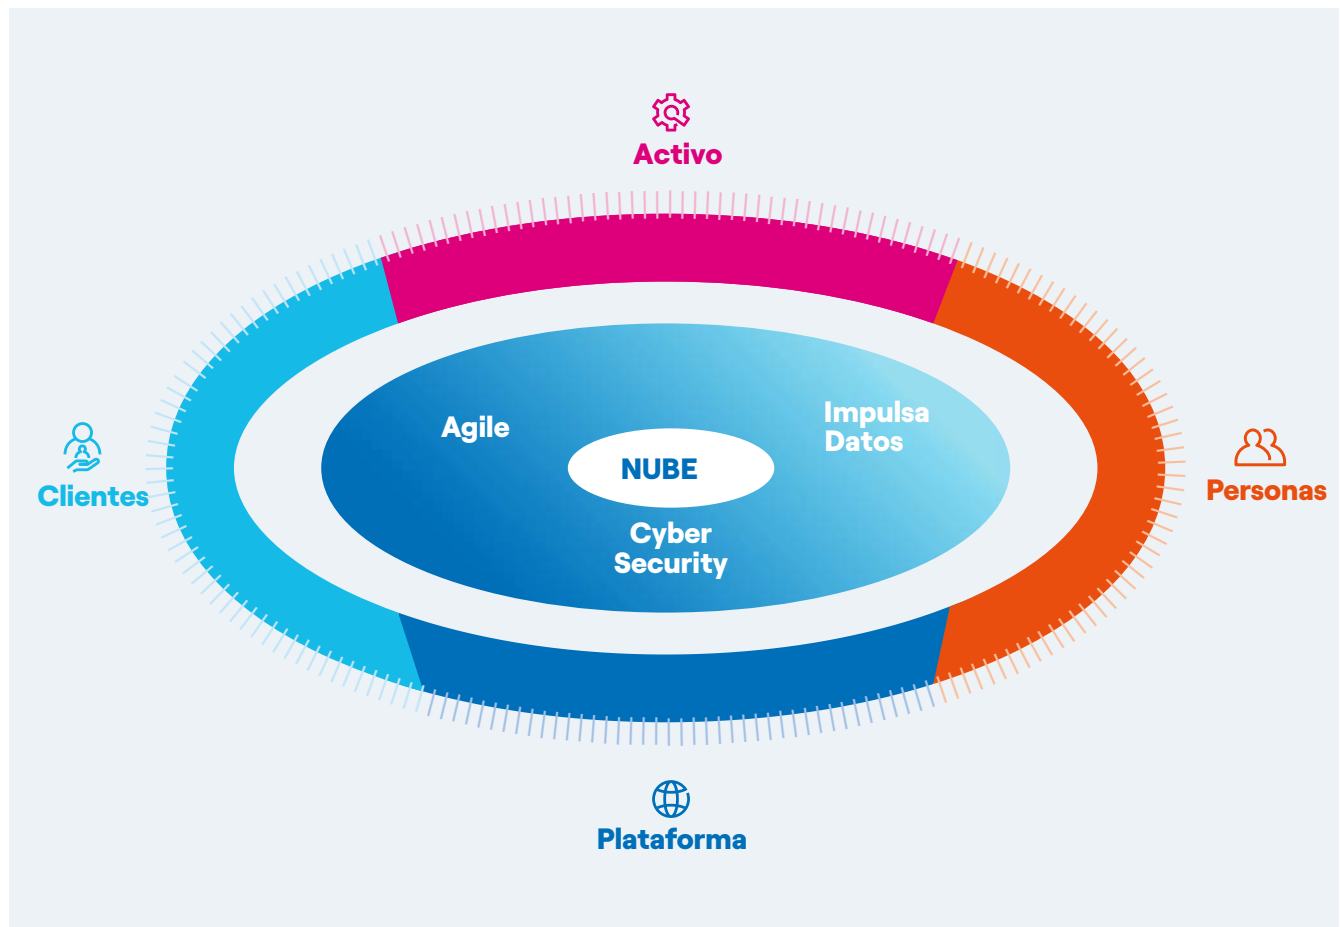 Activo
Agile
Impulsa
Datos
NUBE
Clientes
Personas
Cyber
Security
Plataforma